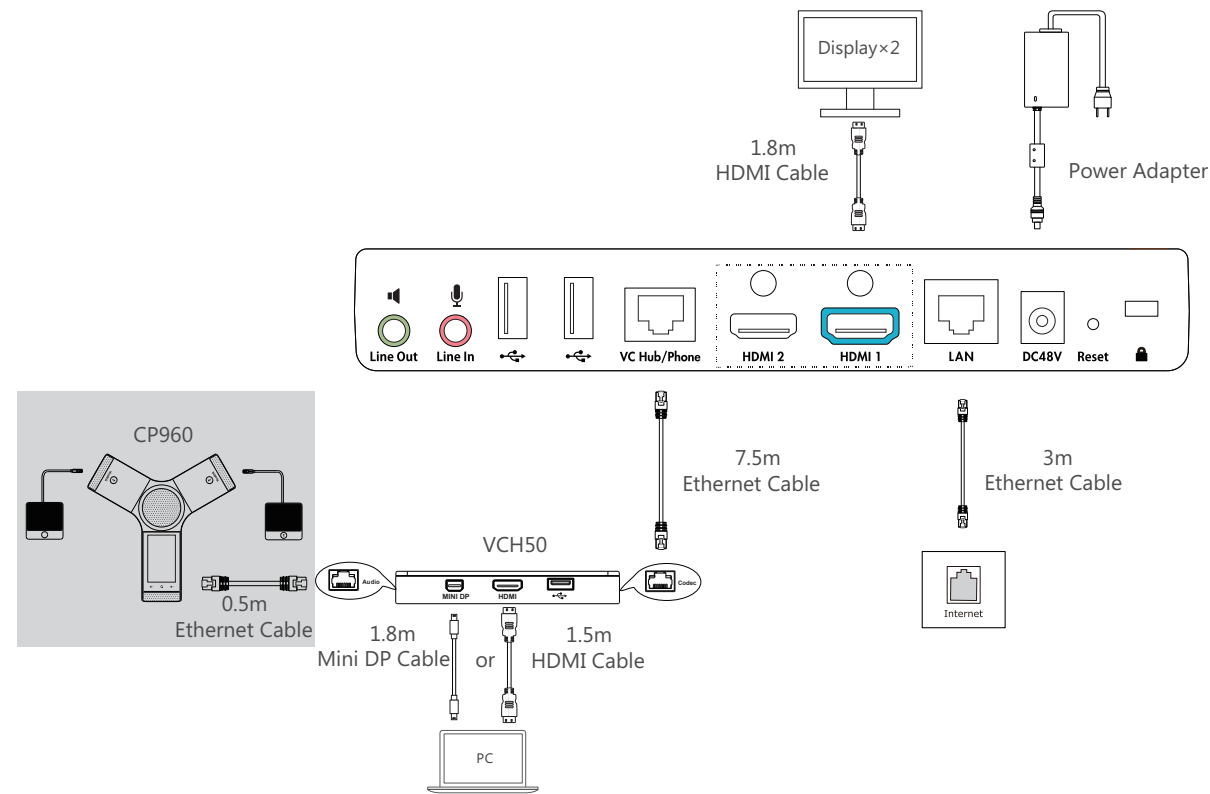 Display×2
1.8m
HDMI Cable
Power Adapter
Line Out
Line In
VC Hub/Phone
HDMI 2
HDMI 1
LAN
DC48V
Reset
CP960
7.5m
Ethernet Cable
3m
Ethernet Cable
VCH50
Audio
MINI DP
HDMI
Codec
0.5m
Ethernet Cable
Internet
1.8m
Mini DP Cable
or
1.5m
HDMI Cable
PC